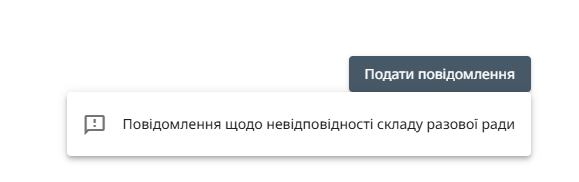 Подати повідомлення
Повідомлення щодо невідповідності складу разової ради